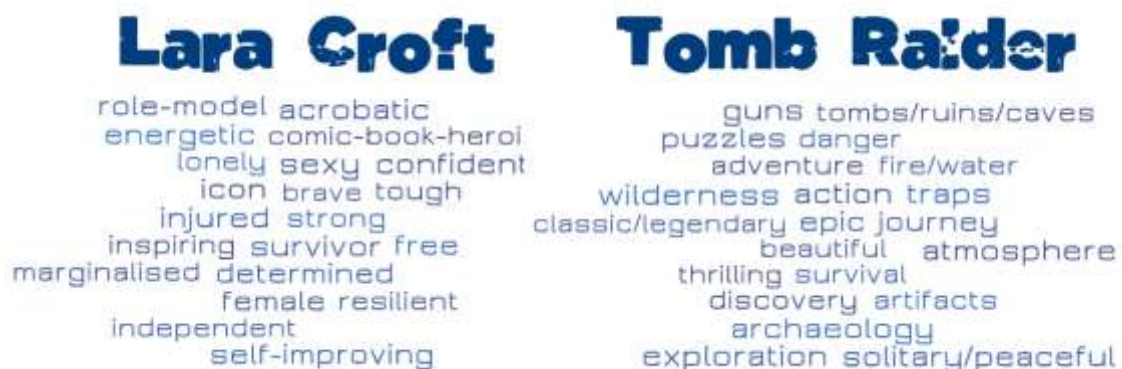 Lara Croft
role-model acrobatic
energetic comic-book-heroi
lonely sexy confident
icon brave tough
injured strong
inspiring survivor free
marginalised determined
female resilient
independent
self-improving
Tomb Raider
guns tombs/ruins/caves
puzzles danger
adventure fire/water
wilderness action traps
classic/legendary epic journey
beautiful atmosphere
thrilling survival
discovery artifacts
archaeology
exploration solitary/peaceful